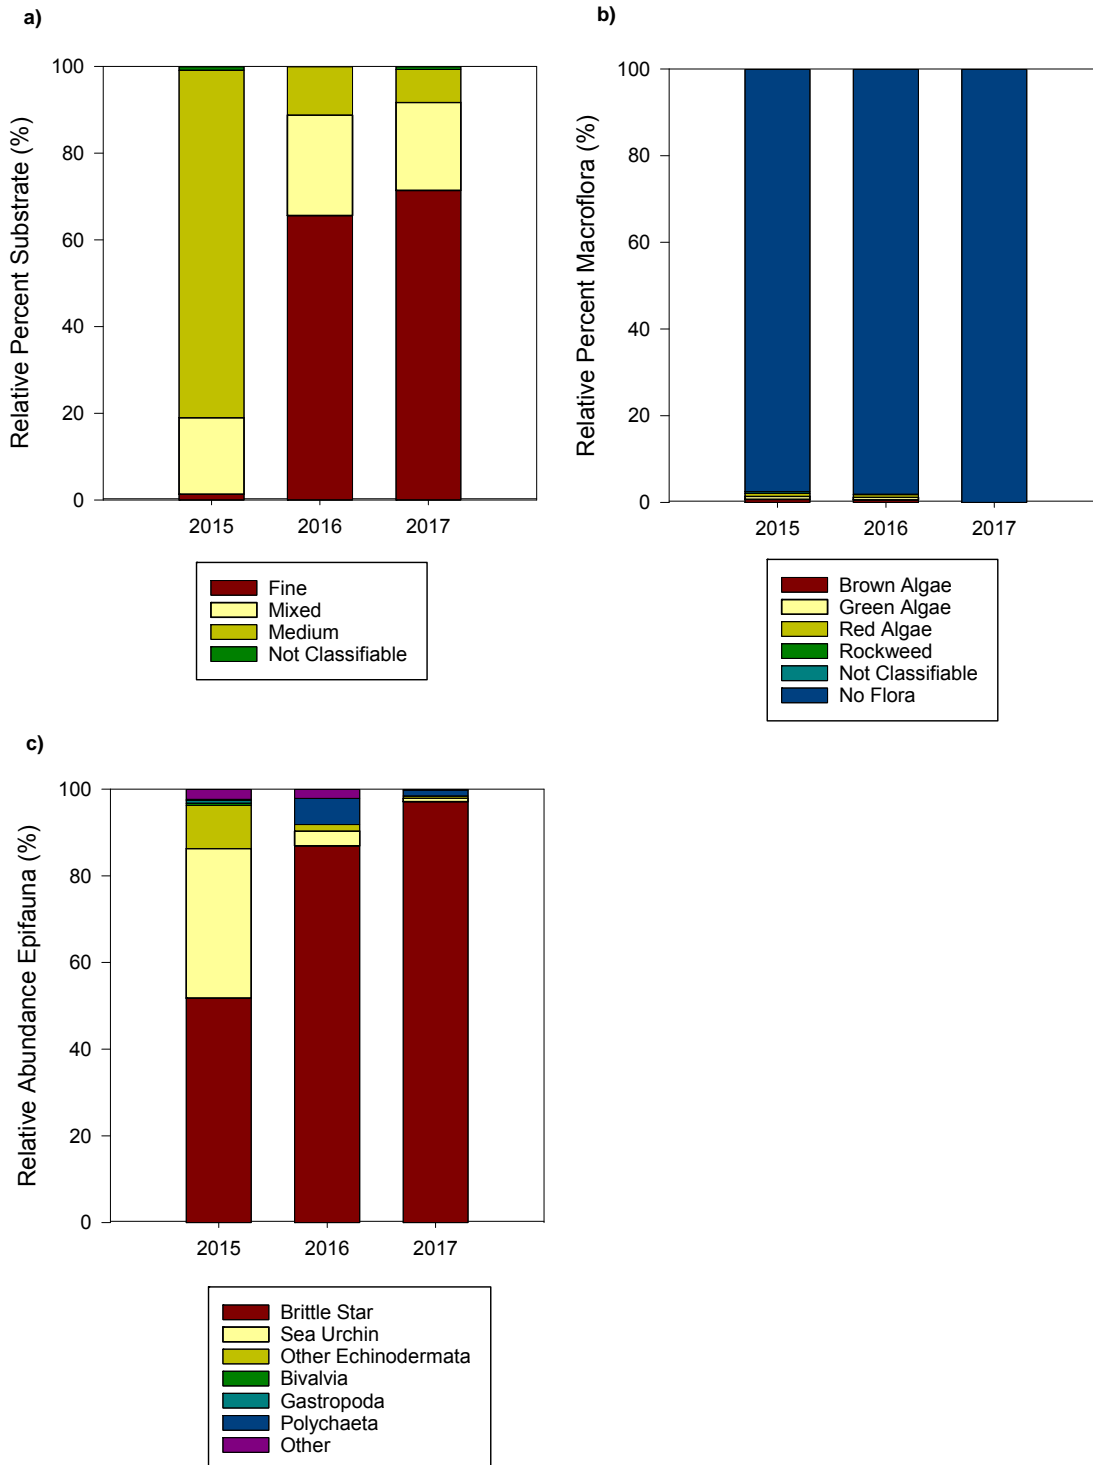 a)
Relative Percent Substrate (%)
100
80
60
40
20
0
2015 2016 2017
Fine
Mixed
Medium
Not Classifiable
b)
Relative Percent Macroflora (%)
100
80
60
40
20
0
2015 2016 2017
Brown Algae
Green Algae
Red Algae
Rockweed
Not Classifiable
No Flora
c)
Relative Abundance Epifauna (%)
100
80
60
40
20
0
2015 2016 2017
Brittle Star
Sea Urchin
Other Echinodermata
Bivalvia
Gastropoda
Polychaeta
Other